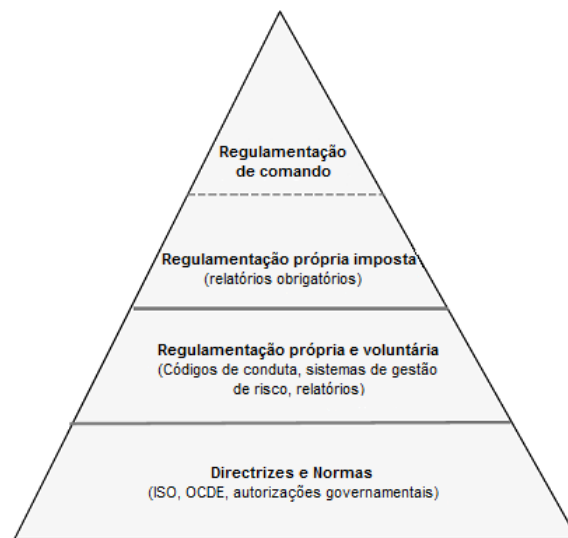 Regulamentação
de comando
Regulamentação própria imposta
(relatórios obrigatórios)
Regulamentação própria e voluntária
(Códigos de conduta, sistemas de gestão
de risco, relatórios)
Directrizes e Normas
(ISO, OCDE, autorizações governamentais)